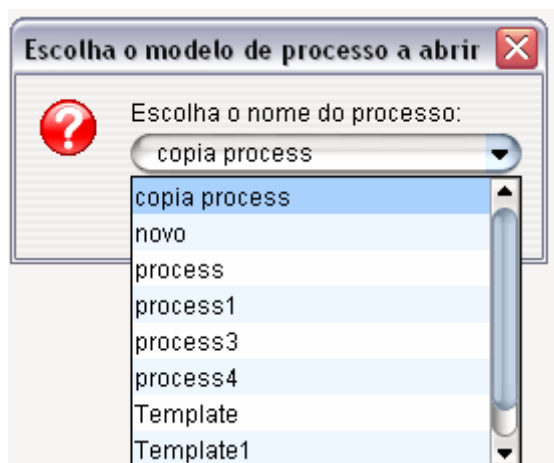 Escolha o modelo de processo a abrir
Escolha o nome do processo:
copia process
copia process
novo
process
process1
process3
process4
Template
Template1